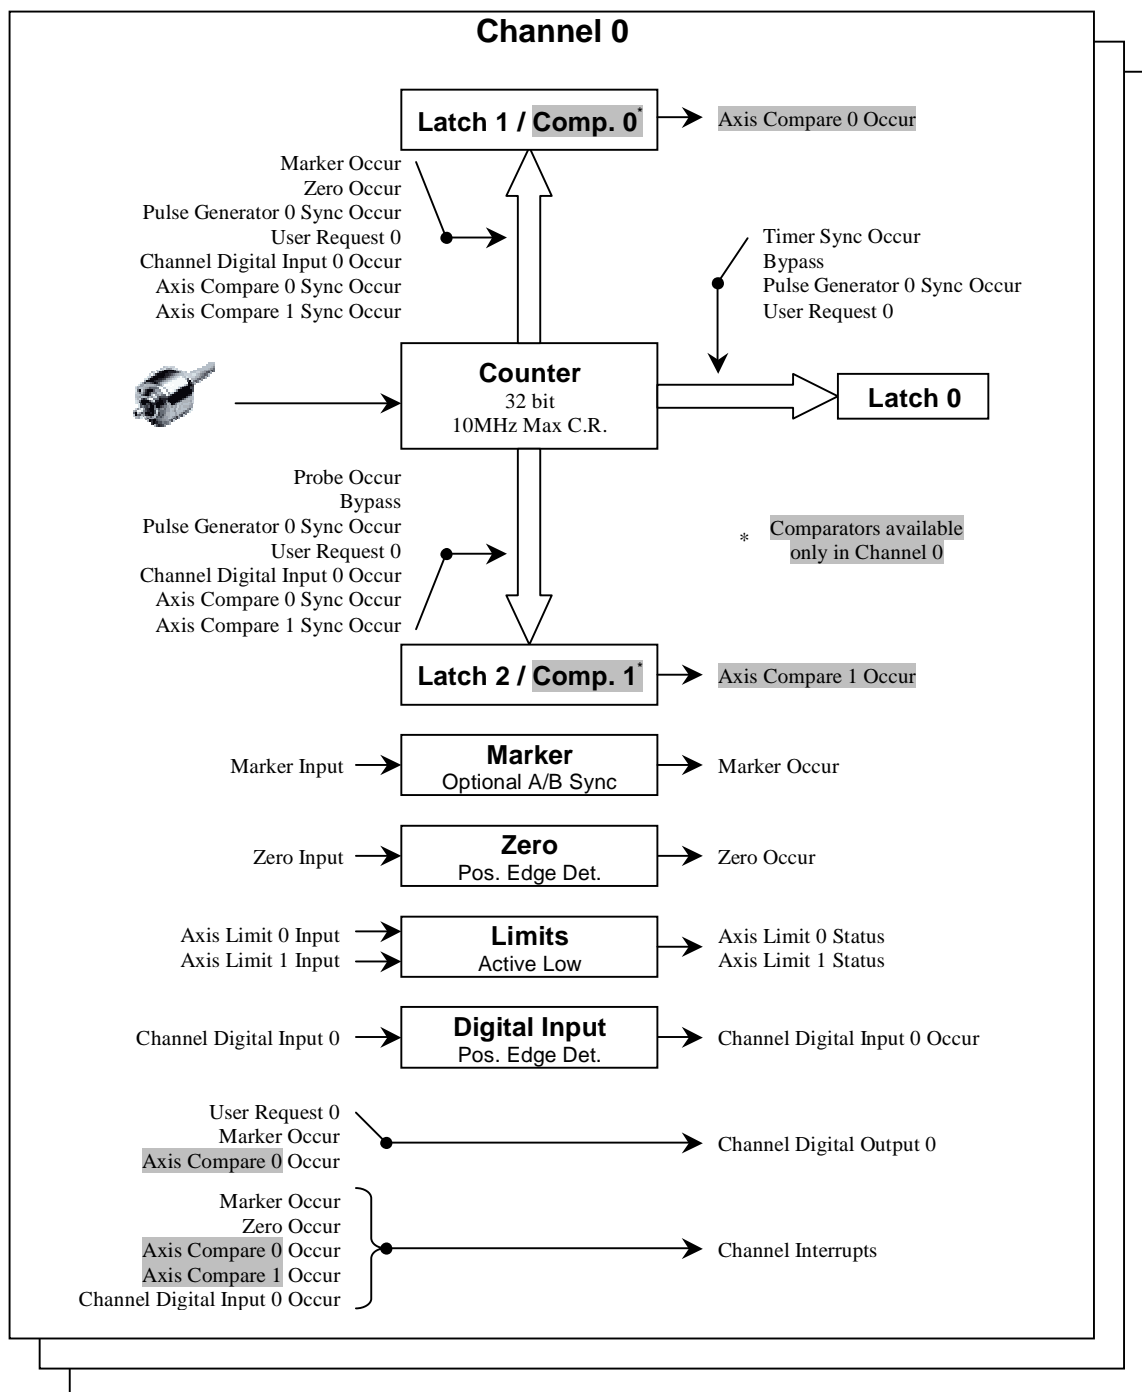 Channel 0
Latch 1 / Comp. 0*
Axis Compare 0 Occur
Marker Occur
Zero Occur
Pulse Generator 0 Sync Occur
User Request 0
Channel Digital Input 0 Occur
Axis Compare 0 Sync Occur
Axis Compare 1 Sync Occur
Timer Sync Occur
Bypass
Pulse Generator 0 Sync Occur
User Request 0
Counter
32 bit
10MHz Max C.R.
Latch 0
Probe Occur
Bypass
Pulse Generator 0 Sync Occur
User Request 0
Channel Digital Input 0 Occur
Axis Compare 0 Sync Occur
Axis Compare 1 Sync Occur
* Comparators available
only in Channel 0
Latch 2 / Comp. 1*
Axis Compare 1 Occur
Marker Input
Marker
Optional A/B Sync
Marker Occur
Zero Input
Zero
Pos. Edge Det.
Zero Occur
Axis Limit 0 Input
Axis Limit 1 Input
Limits
Active Low
Axis Limit 0 Status
Axis Limit 1 Status
Channel Digital Input 0
Digital Input
Pos. Edge Det.
Channel Digital Input 0 Occur
User Request 0
Marker Occur
Axis Compare 0 Occur
Channel Digital Output 0
Marker Occur
Zero Occur
Axis Compare 0 Occur
Axis Compare 1 Occur
Channel Digital Input 0 Occur
Channel Interrupts